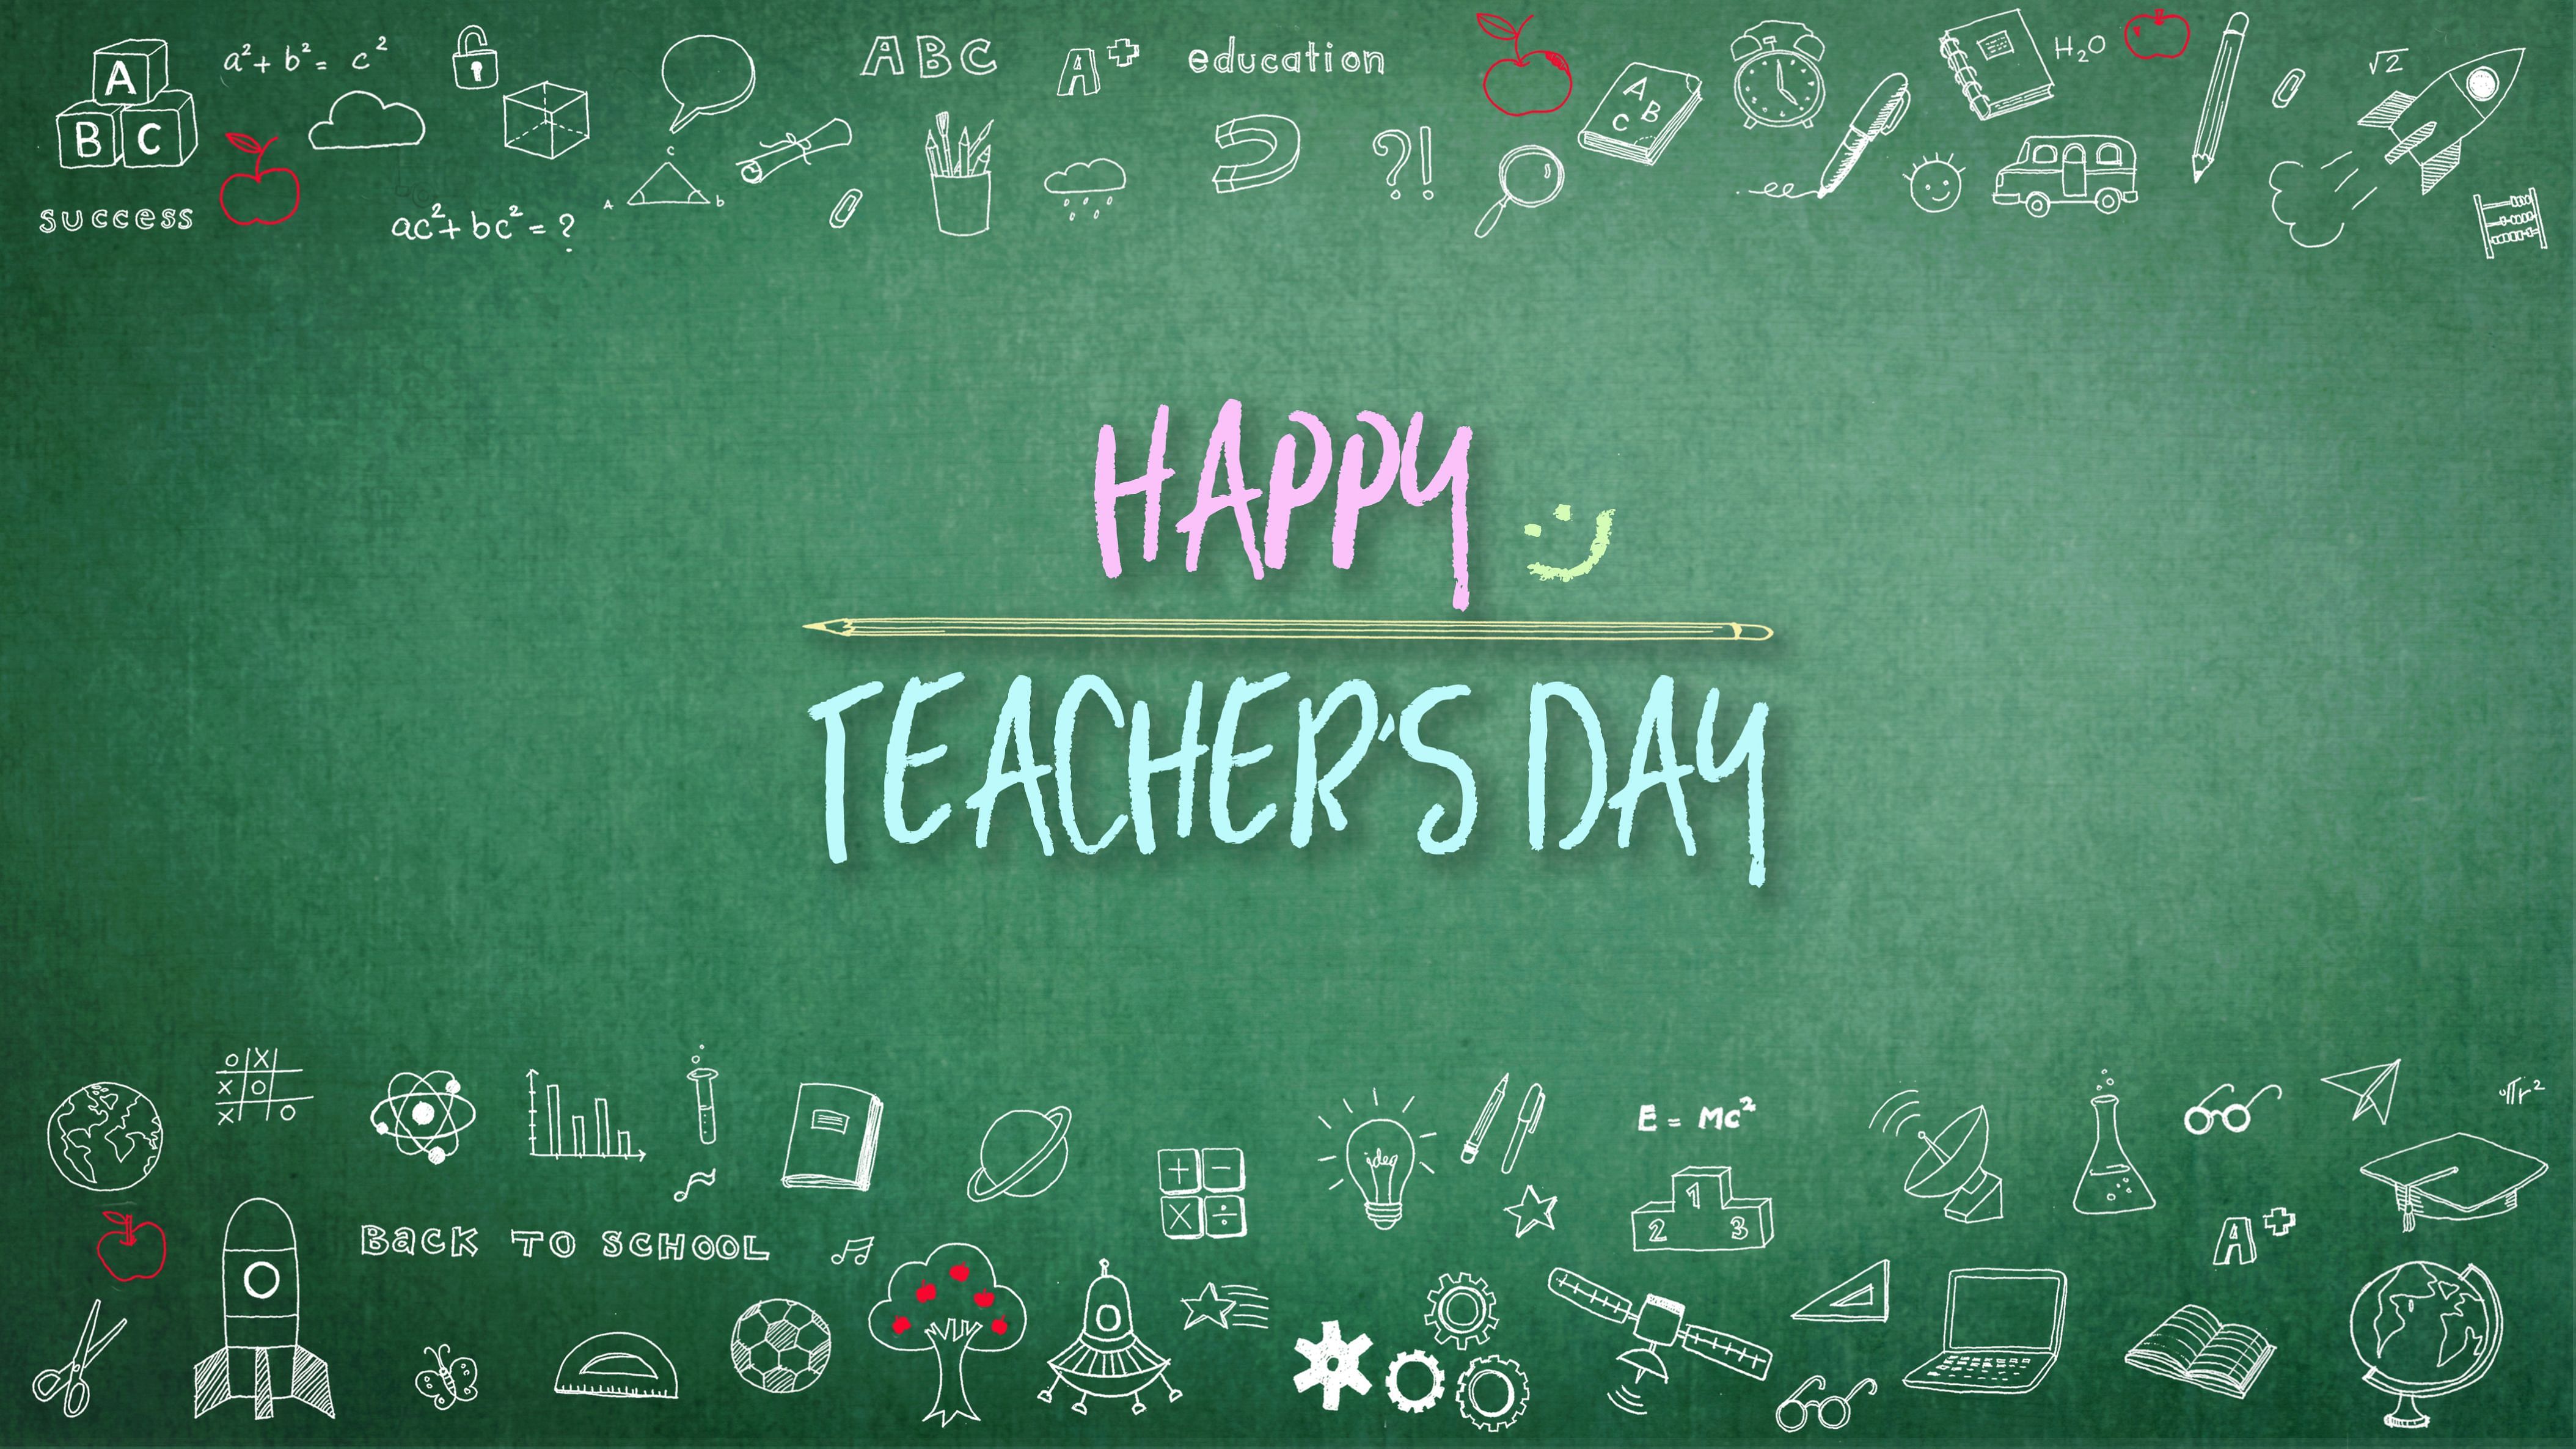 A
B C
success
a² + b² = c²
ac² + bc² = ?
C
A b
ABC
A+
education
?!
A B C
H₂O
√2
HAPPY :)
TEACHER'S DAY
O X
X O
X O
BACK TO SCHOOL
+ −
X ÷
idea
E = Mc²
1
2 3
A+
πr²